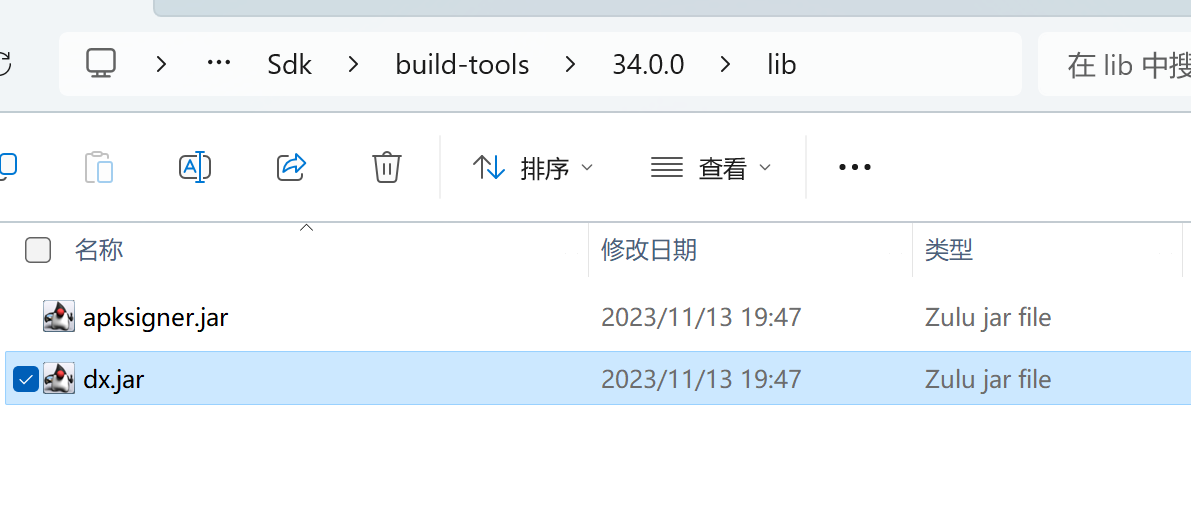 Sdk > build-tools > 34.0.0 > lib
在 lib 中搜
排序 查看
名称 修改日期 类型
apksigner.jar 2023/11/13 19:47 Zulu jar file
dx.jar 2023/11/13 19:47 Zulu jar file